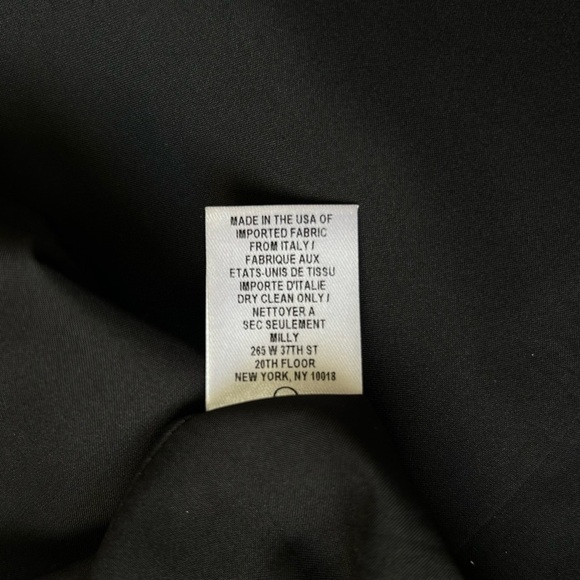 MADE IN THE USA OF
IMPORTED FABRIC
FROM ITALY /
FABRIQUE AUX
ETATS-UNIS DE TISSU
IMPORTE D'ITALIE
DRY CLEAN ONLY /
NETTOYER A
SEC SEULEMENT
MILLY
265 W 37TH ST
20TH FLOOR
NEW YORK, NY 10018